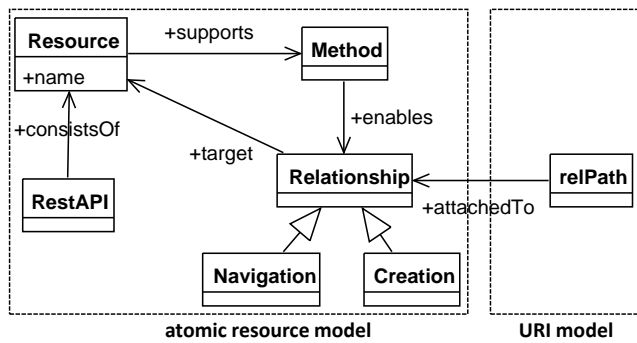 Resource
+supports
Method
+name
+consistsOf
+enables
+target
RestAPI
Relationship
relPath
+attachedTo
Navigation
Creation
atomic resource model
URI model